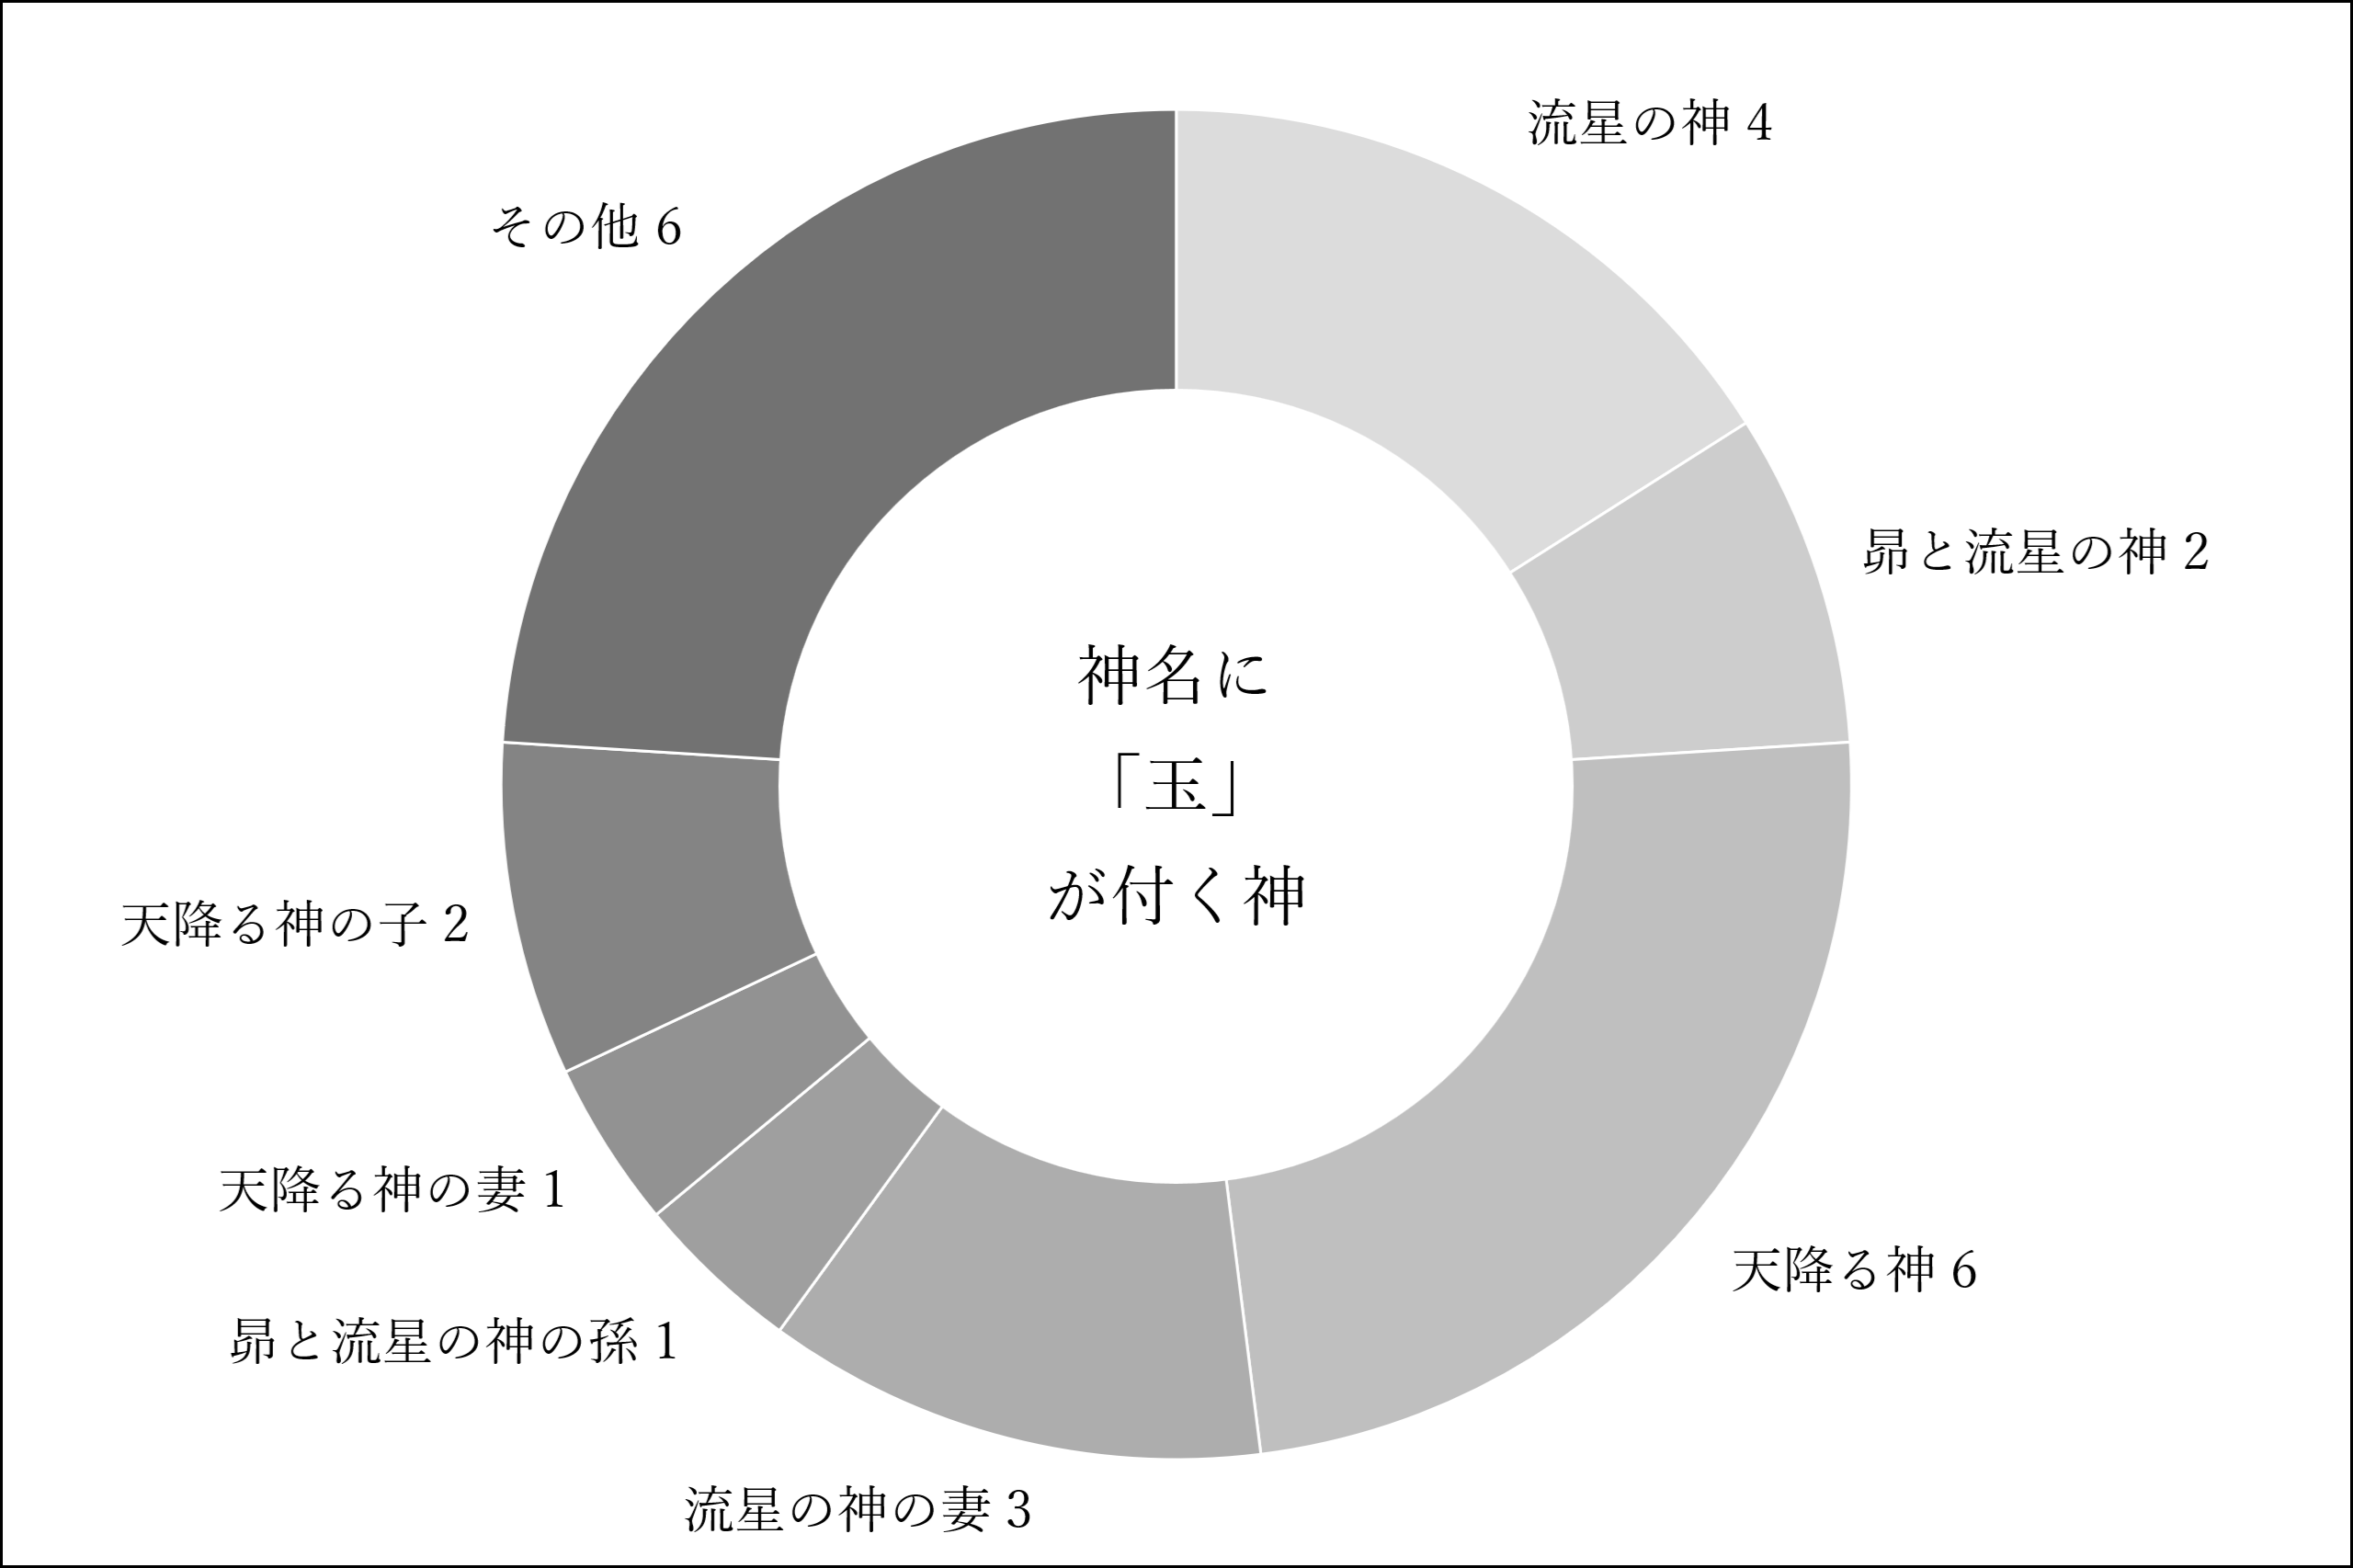 流星の神 4
昴と流星の神 2
天降る神 6
流星の神の妻 3
昴と流星の神の孫 1
天降る神の妻 1
天降る神の子 2
その他 6
神名に
「玉」
が付く神